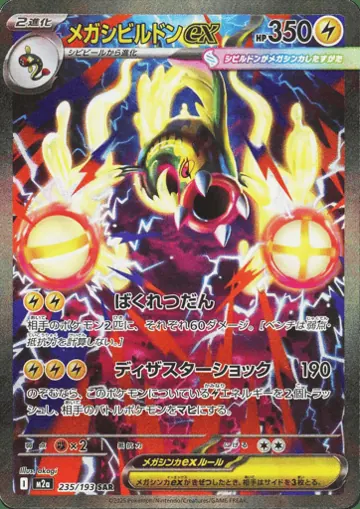 2進化
メガシビルドンex
HP350
シビビールから進化
シビルドンがメガシンカしたすがた
ばくれつだん
相手のポケモン2匹に、それぞれ60ダメージ。[ベンチは弱点・
抵抗力を計算しない。]
ディザスターショック 190
のぞむなら、このポケモンについているエネルギーを2個トラッ
シュし、相手のバトルポケモンをマヒにする。
弱点 ×2 抵抗力 にげる
メガシンカexルール
メガシンカexがきぜつしたとき、相手はサイドを3枚とる。
Illus. akagi
D m2a 235/193 SAR
©2025 Pokémon/Nintendo/Creatures/GAME FREAK.